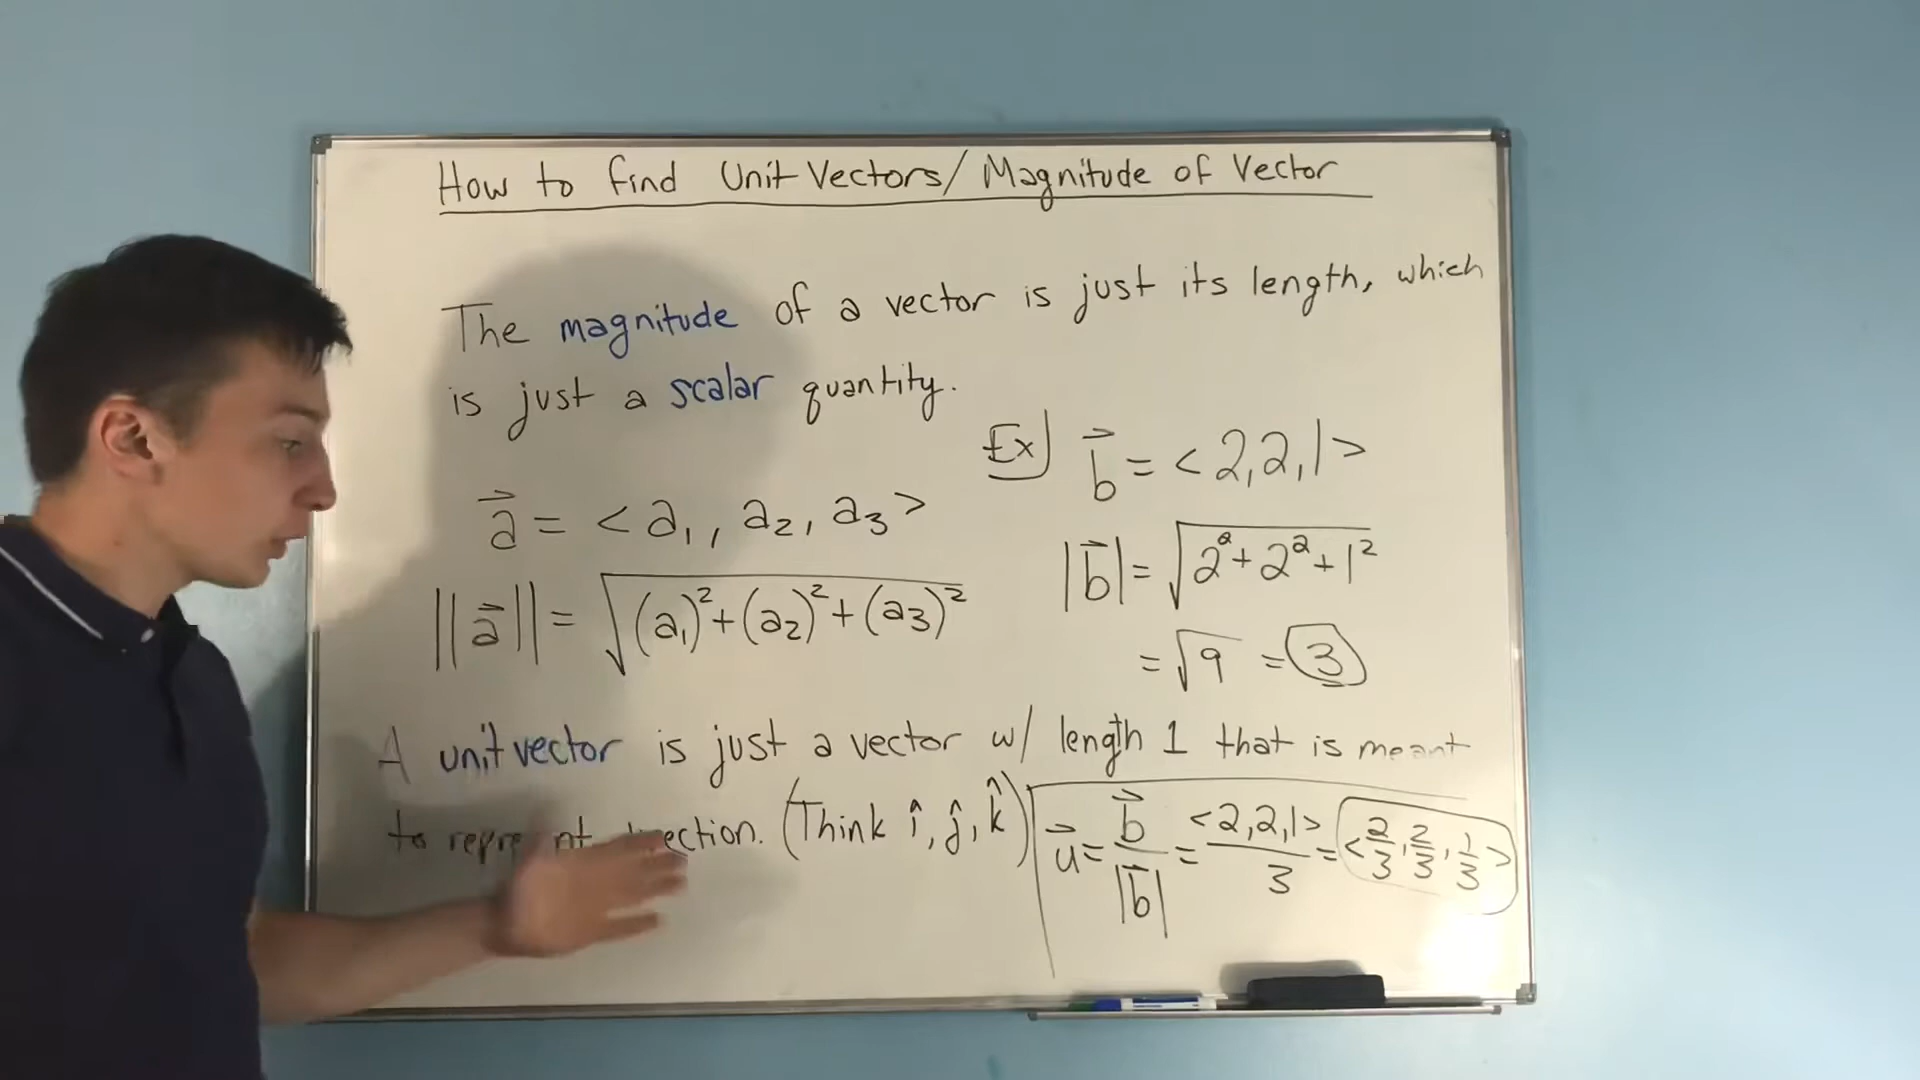 How to find Unit Vectors/Magnitude of Vector
The magnitude of a vector is just its length, which
is just a scalar quantity.
a⃗ = <a₁, a₂, a₃>
||a⃗|| = √((a₁)²+(a₂)²+(a₃)²)
Ex) b⃗ = <2,2,1>
|b⃗| = √(2²+2²+1²)
= √9 = 3
A unit vector is just a vector w/ length 1 that is meant
to direction. (Think î, ĵ, k̂)
u⃗ = b⃗/|b⃗| = <2,2,1>/3 = <2/3, 2/3, 1/3>